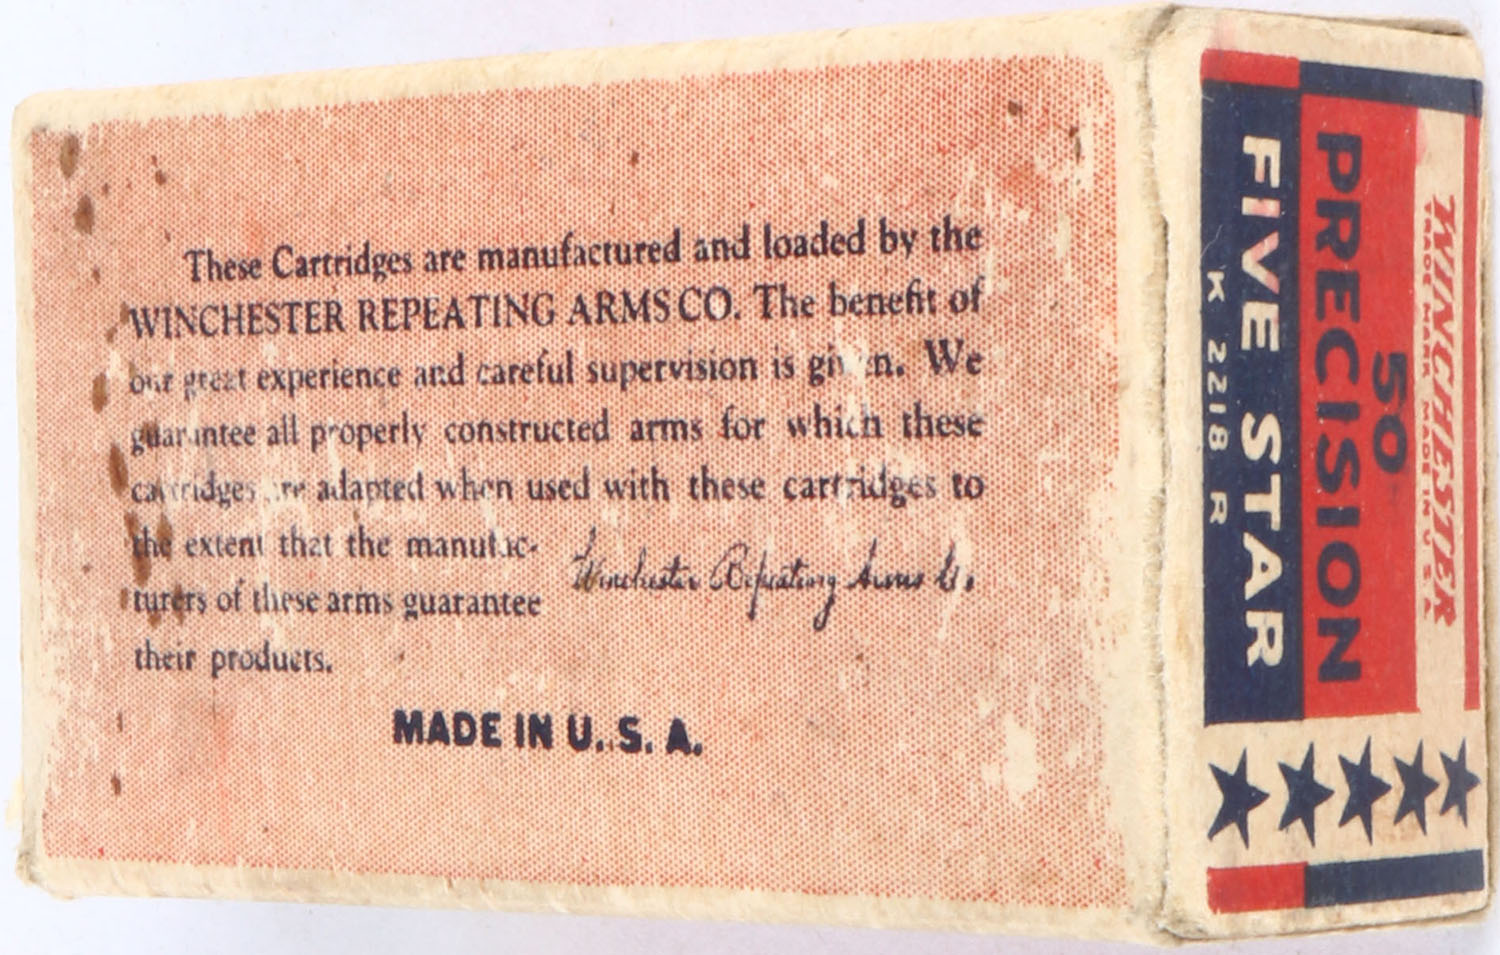 These Cartridges are manufactured and loaded by the
WINCHESTER REPEATING ARMS CO. The benefit of
our great experience and careful supervision is given. We
guarantee all properly constructed arms for which these
cartridges are adapted when used with these cartridges to
the extent that the manufac-
turers of these arms guarantee
their products.
Winchester Repeating Arms Co.
MADE IN U.S.A.
WINCHESTER
TRADE MARK MADE IN U.S.A.
50
PRECISION
FIVE STAR
K 2218 R